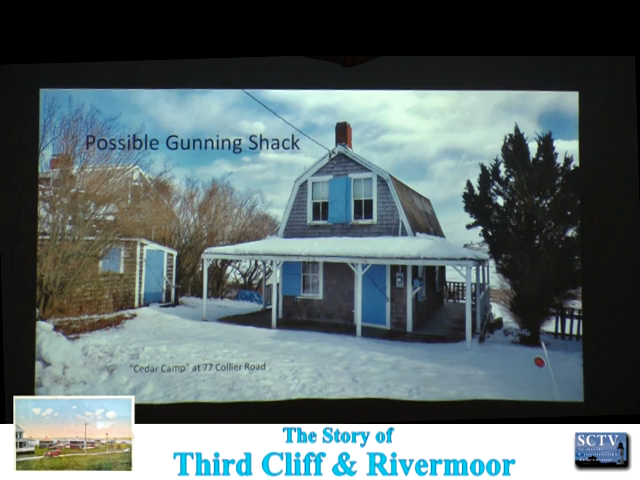 Possible Gunning Shack
"Cedar Camp" at 77 Collier Road
The Story of
Third Cliff & Rivermoor
SCTV